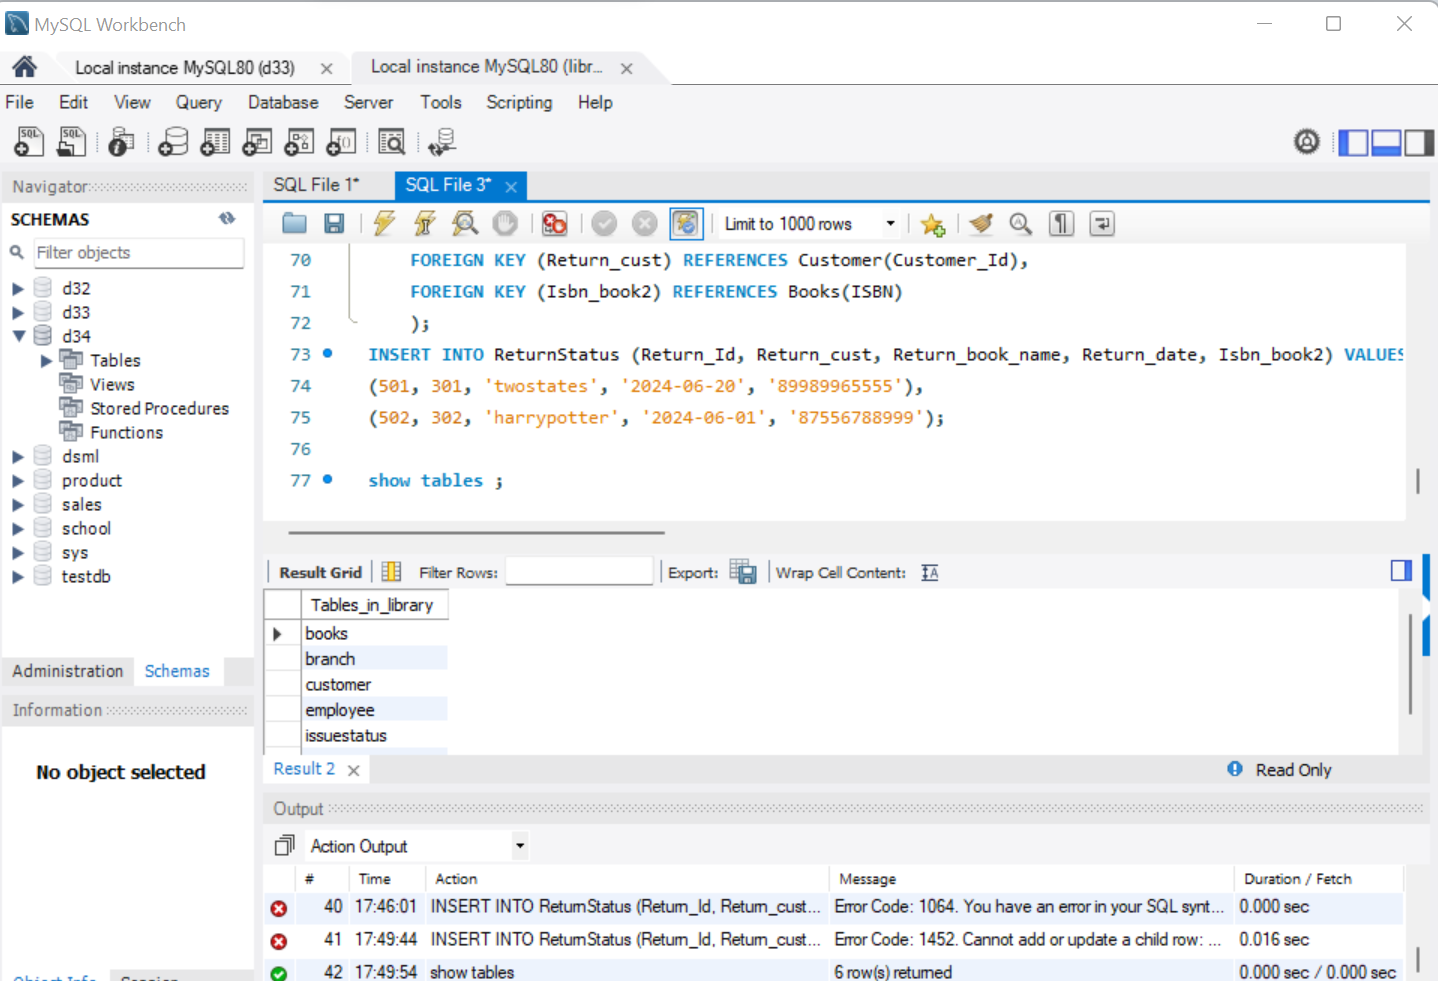 MySQL Workbench
Local instance MySQL80 (d33)
Local instance MySQL80 (libr...
File Edit View Query Database Server Tools Scripting Help
Navigator
SCHEMAS
Filter objects
d32
d33
d34
Tables
Views
Stored Procedures
Functions
dsml
product
sales
school
sys
testdb
Administration Schemas
Information
No object selected
SQL File 1*
SQL File 3*
Limit to 1000 rows
70 FOREIGN KEY (Return_cust) REFERENCES Customer(Customer_Id),
71 FOREIGN KEY (Isbn_book2) REFERENCES Books(ISBN)
72 );
73 INSERT INTO ReturnStatus (Return_Id, Return_cust, Return_book_name, Return_date, Isbn_book2) VALUES
74 (501, 301, 'twostates', '2024-06-20', '89989965555'),
75 (502, 302, 'harrypotter', '2024-06-01', '87556788999');
76
77 show tables ;
Result Grid Filter Rows: Export: Wrap Cell Content:
Tables_in_library
books
branch
customer
employee
issuestatus
Result 2
Read Only
Output
Action Output
# Time Action Message Duration / Fetch
40 17:46:01 INSERT INTO ReturnStatus (Return_Id, Return_cust... Error Code: 1064. You have an error in your SQL synt... 0.000 sec
41 17:49:44 INSERT INTO ReturnStatus (Return_Id, Return_cust... Error Code: 1452. Cannot add or update a child row: ... 0.016 sec
42 17:49:54 show tables 6 row(s) returned 0.000 sec / 0.000 sec